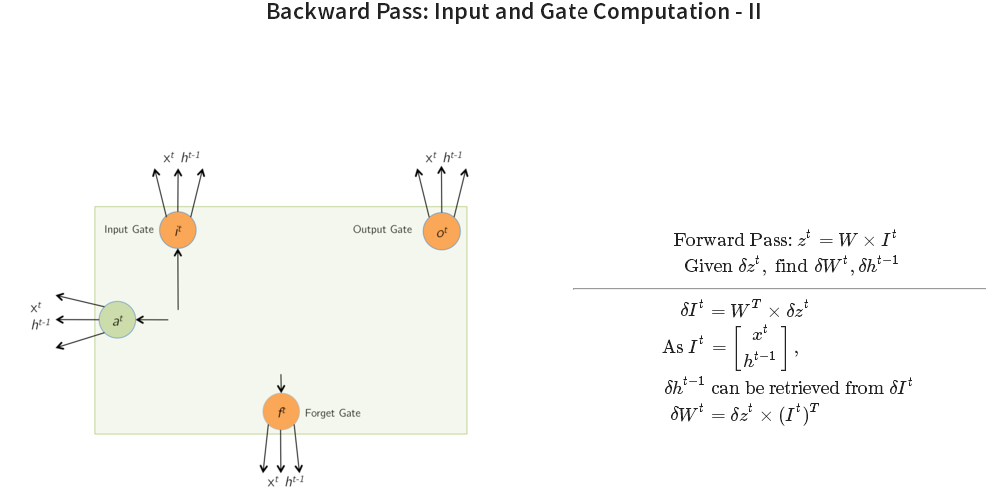 Backward Pass: Input and Gate Computation - II
xᵗ hᵗ⁻¹
xᵗ hᵗ⁻¹
Input Gate
iᵗ
Output Gate
oᵗ
xᵗ
hᵗ⁻¹
aᵗ
fᵗ
Forget Gate
xᵗ hᵗ⁻¹
Forward Pass: zᵗ = W × Iᵗ
Given δzᵗ, find δWᵗ, δhᵗ⁻¹
δIᵗ = Wᵀ × δzᵗ
As Iᵗ = [xᵗ hᵗ⁻¹],
δhᵗ⁻¹ can be retrieved from δIᵗ
δWᵗ = δzᵗ × (Iᵗ)ᵀ